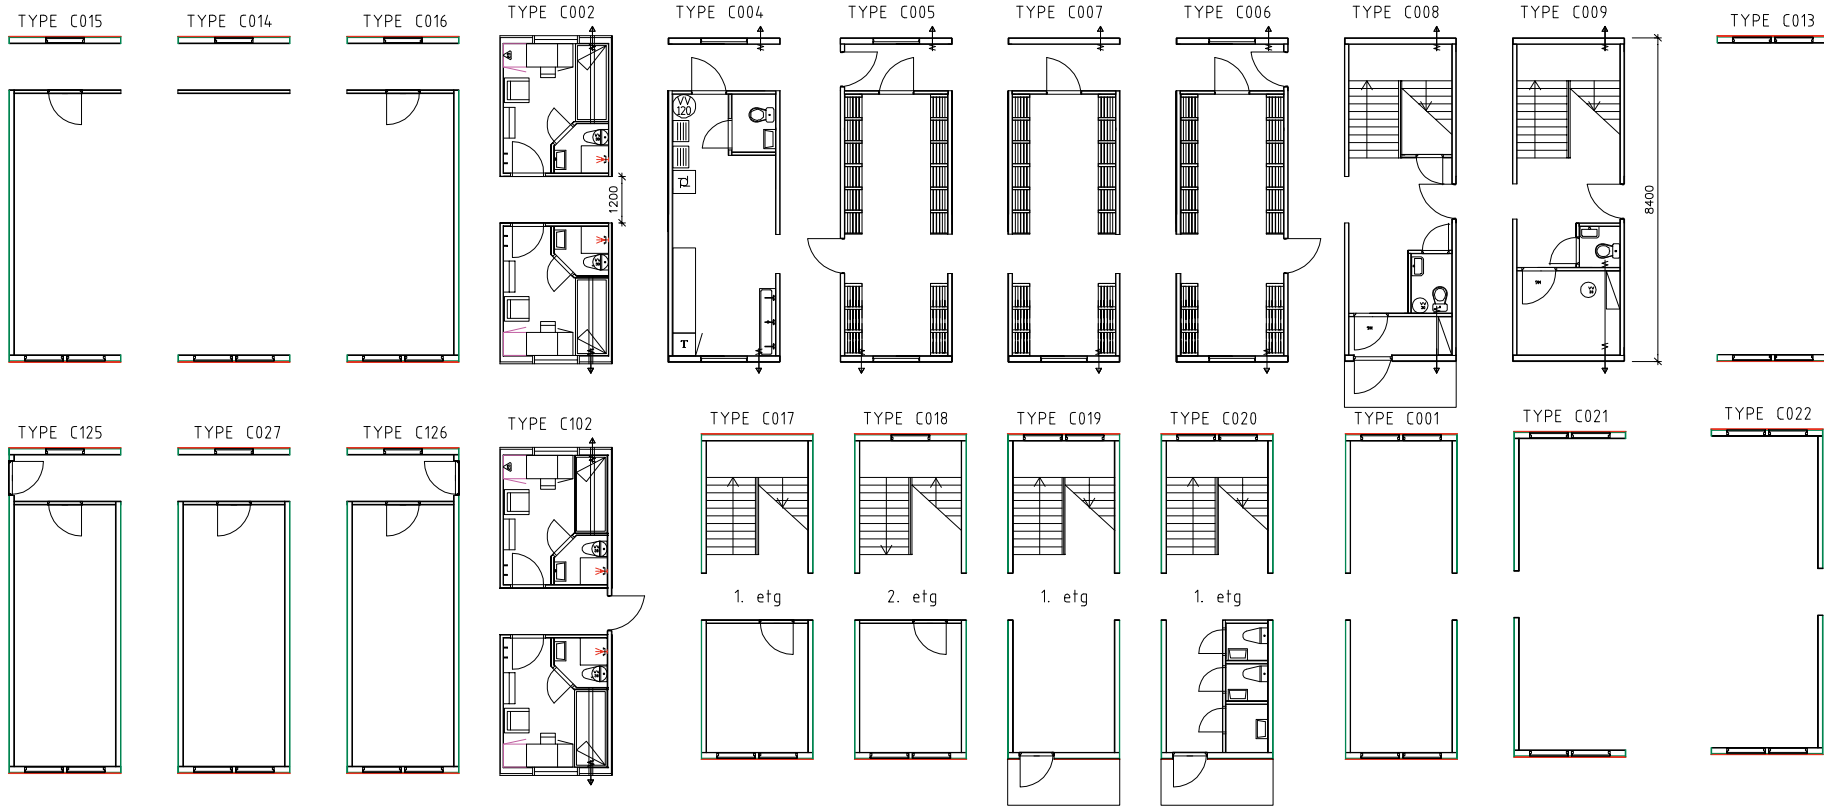 TYPE C015
TYPE C014
TYPE C016
TYPE C002
TYPE C004
TYPE C005
TYPE C007
TYPE C006
TYPE C008
TYPE C009
TYPE C013
VV
120
1200
8400
T
TYPE C125
TYPE C027
TYPE C126
TYPE C102
TYPE C017
TYPE C018
TYPE C019
TYPE C020
TYPE C001
TYPE C021
TYPE C022
1. etg
2. etg
1. etg
1. etg